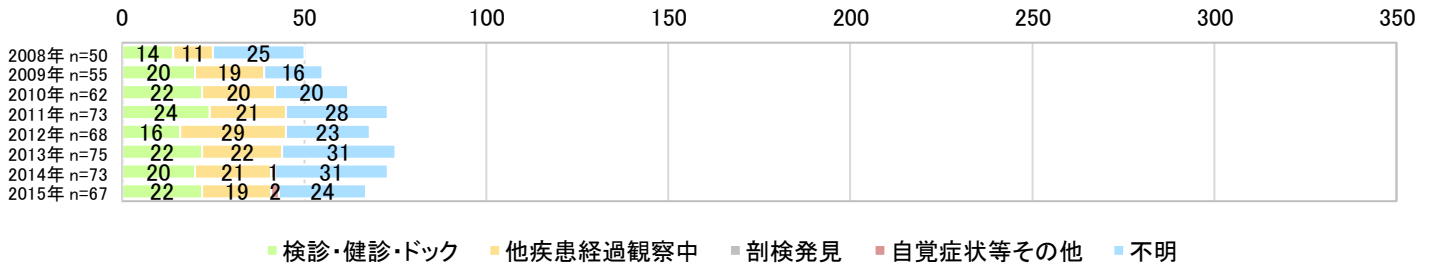 0 50 100 150 200 250 300 350
2008年 n=50 14 11 25
2009年 n=55 20 19 16
2010年 n=62 22 20 20
2011年 n=73 24 21 28
2012年 n=68 16 29 23
2013年 n=75 22 22 31
2014年 n=73 20 21 1 31
2015年 n=67 22 19 2 24
検診・健診・ドック 他疾患経過観察中 剖検発見 自覚症状等その他 不明